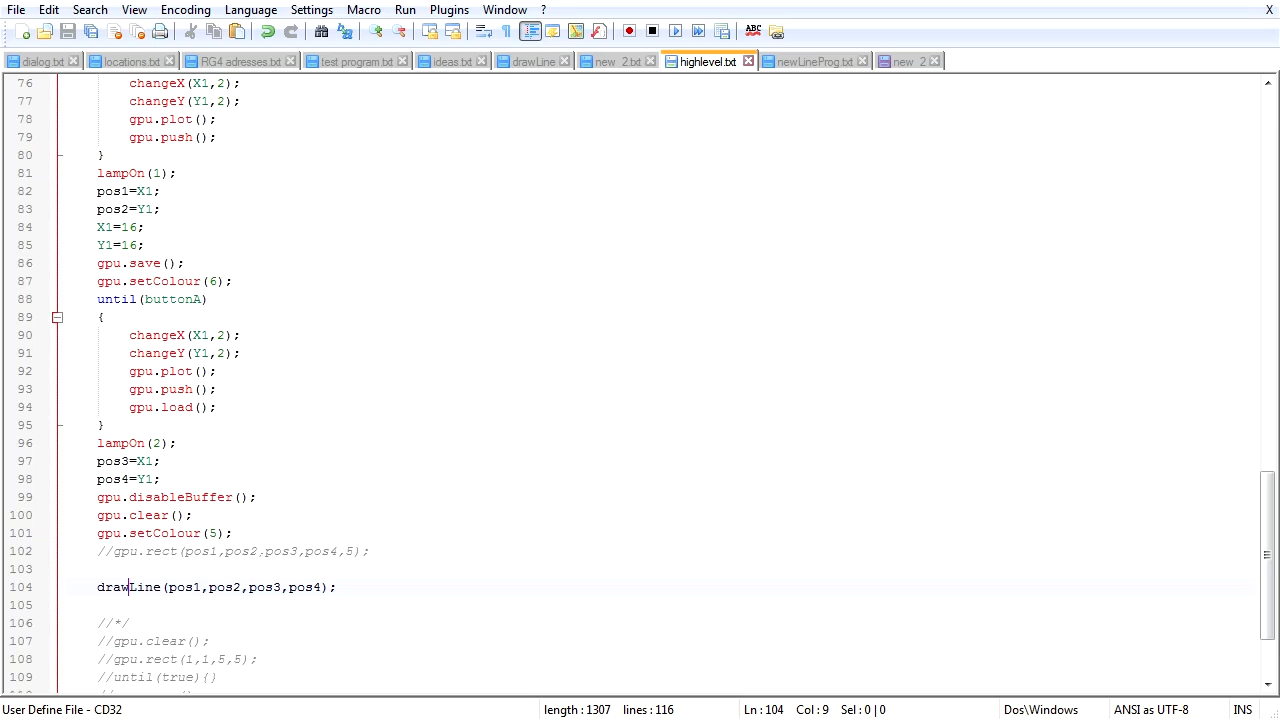 File Edit Search View Encoding Language Settings Macro Run Plugins Window ? X
ABC
dialog.txt locations.txt RG4 adresses.txt test program.txt ideas.txt drawLine new 2.txt highlevel.txt newLineProg.txt new 2
76 changeX(X1,2);
77 changeY(Y1,2);
78 gpu.plot();
79 gpu.push();
80 }
81 lampOn(1);
82 pos1=X1;
83 pos2=Y1;
84 X1=16;
85 Y1=16;
86 gpu.save();
87 gpu.setColour(6);
88 until(buttonA)
89 {
90 changeX(X1,2);
91 changeY(Y1,2);
92 gpu.plot();
93 gpu.push();
94 gpu.load();
95 }
96 lampOn(2);
97 pos3=X1;
98 pos4=Y1;
99 gpu.disableBuffer();
100 gpu.clear();
101 gpu.setColour(5);
102 //gpu.rect(pos1,pos2,pos3,pos4,5);
103
104 drawLine(pos1,pos2,pos3,pos4);
105
106 //*/
107 //gpu.clear();
108 //gpu.rect(1,1,5,5);
109 //until(true){}
User Define File - CD32 length : 1307 lines : 116 Ln : 104 Col : 9 Sel : 0 | 0 Dos\Windows ANSI as UTF-8 INS